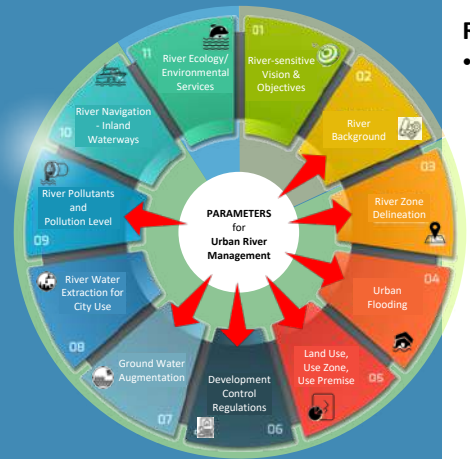 01
River-sensitive
Vision &
Objectives
02
River
Background
03
River Zone
Delineation
04
Urban
Flooding
Land Use,
Use Zone,
Use Premise
05
Development
Control
Regulations
06
Ground Water
Augmentation
07
River Water
Extraction for
City Use
08
River Pollutants
and
Pollution Level
09
River Navigation
- Inland
Waterways
10
11
River Ecology/
Environmental
Services
PARAMETERS
for
Urban River
Management
F
•